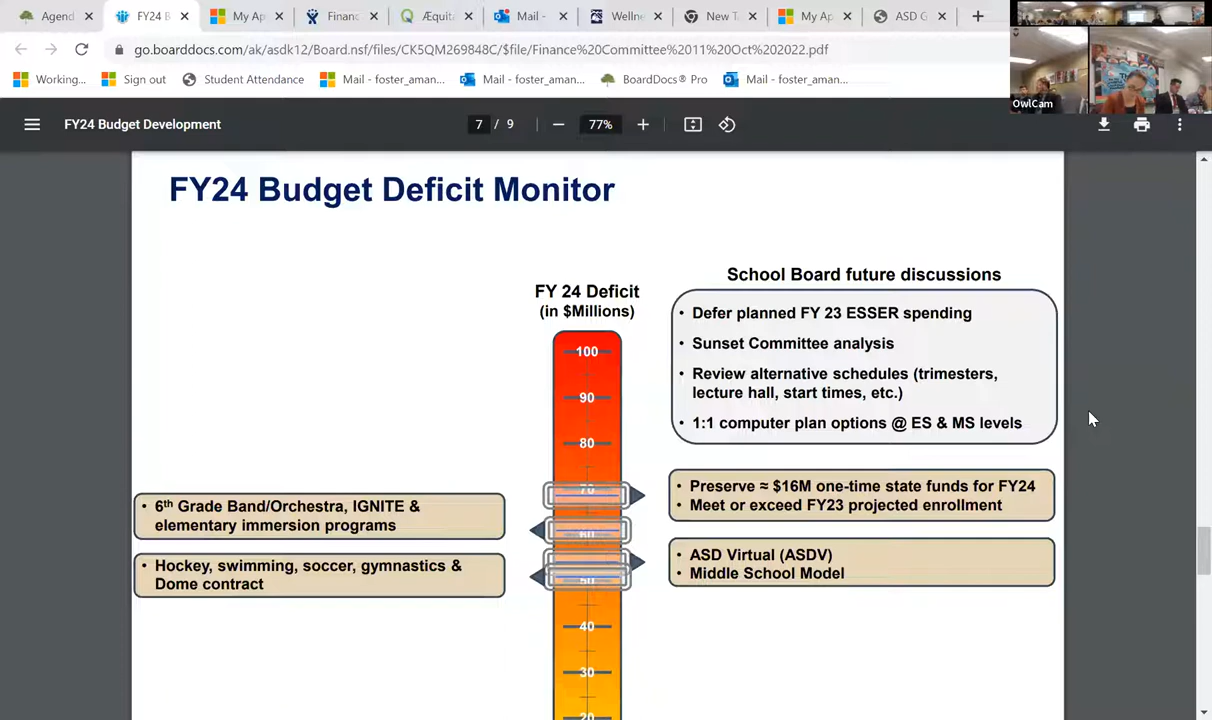 Agend
FY24 B
My Ap
Financ
Æquita
Mail -
Wellne
New Ta
My Ap
ASD G
go.boarddocs.com/ak/asdk12/Board.nsf/files/CK5QM269848C/$file/Finance%20Committee%2011%20Oct%202022.pdf
Working...
Sign out
Student Attendance
Mail - foster_aman...
Mail - foster_aman...
BoardDocs® Pro
Mail - foster_aman...
OwlCam
FY24 Budget Development
7 / 9
77%
FY24 Budget Deficit Monitor
School Board future discussions
• Defer planned FY 23 ESSER spending
• Sunset Committee analysis
• Review alternative schedules (trimesters,
lecture hall, start times, etc.)
• 1:1 computer plan options @ ES & MS levels
FY 24 Deficit
(in $Millions)
100
90
80
70
60
50
40
30
20
• Preserve ≈ $16M one-time state funds for FY24
• Meet or exceed FY23 projected enrollment
• 6th Grade Band/Orchestra, IGNITE &
elementary immersion programs
• ASD Virtual (ASDV)
• Middle School Model
• Hockey, swimming, soccer, gymnastics &
Dome contract